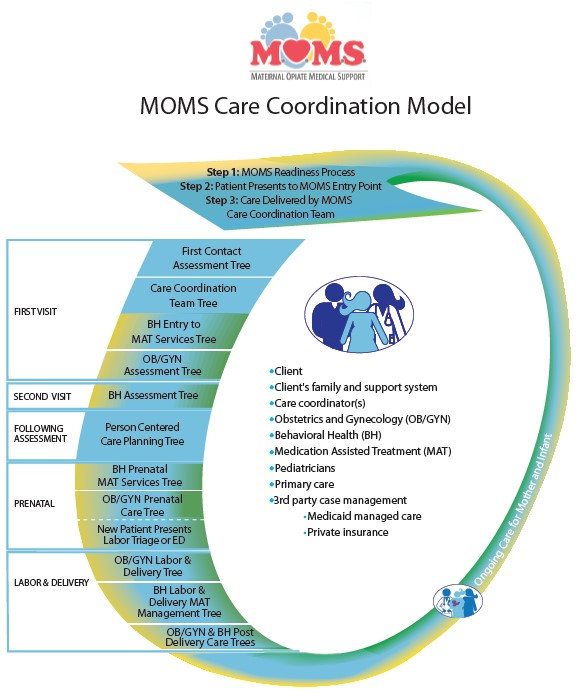 MOMS
MATERNAL OPIATE MEDICAL SUPPORT
MOMS Care Coordination Model
Step 1: MOMS Readiness Process
Step 2: Patient Presents to MOMS Entry Point
Step 3: Care Delivered by MOMS
Care Coordination Team
FIRST VISIT
First Contact
Assessment Tree
Care Coordination
Team Tree
BH Entry to
MAT Services Tree
OB/GYN
Assessment Tree
SECOND VISIT
BH Assessment Tree
FOLLOWING
ASSESSMENT
Person Centered
Care Planning Tree
PRENATAL
BH Prenatal
MAT Services Tree
OB/GYN Prenatal
Care Tree
New Patient Presents
Labor Triage or ED
LABOR & DELIVERY
OB/GYN Labor &
Delivery Tree
BH Labor &
Delivery MAT
Management Tree
OB/GYN & BH Post
Delivery Care Trees
•Client
•Client's family and support system
•Care coordinator(s)
•Obstetrics and Gynecology (OB/GYN)
•Behavioral Health (BH)
•Medication Assisted Treatment (MAT)
•Pediatricians
•Primary care
•3rd party case management
•Medicaid managed care
•Private insurance
Ongoing Care for Mother and Infant